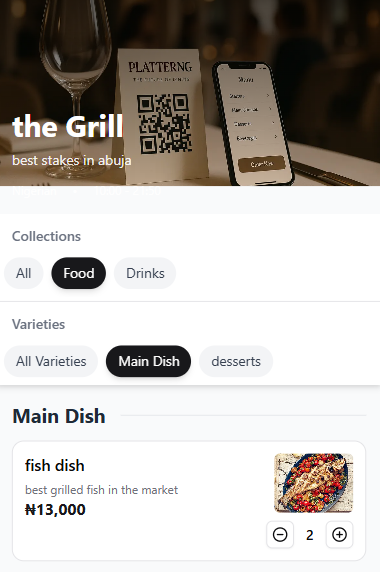 PLATTERNG
Menu
the Grill
best stakes in abuja
Collections
All
Food
Drinks
Varieties
All Varieties
Main Dish
desserts
Main Dish
fish dish
best grilled fish in the market
₦13,000
2